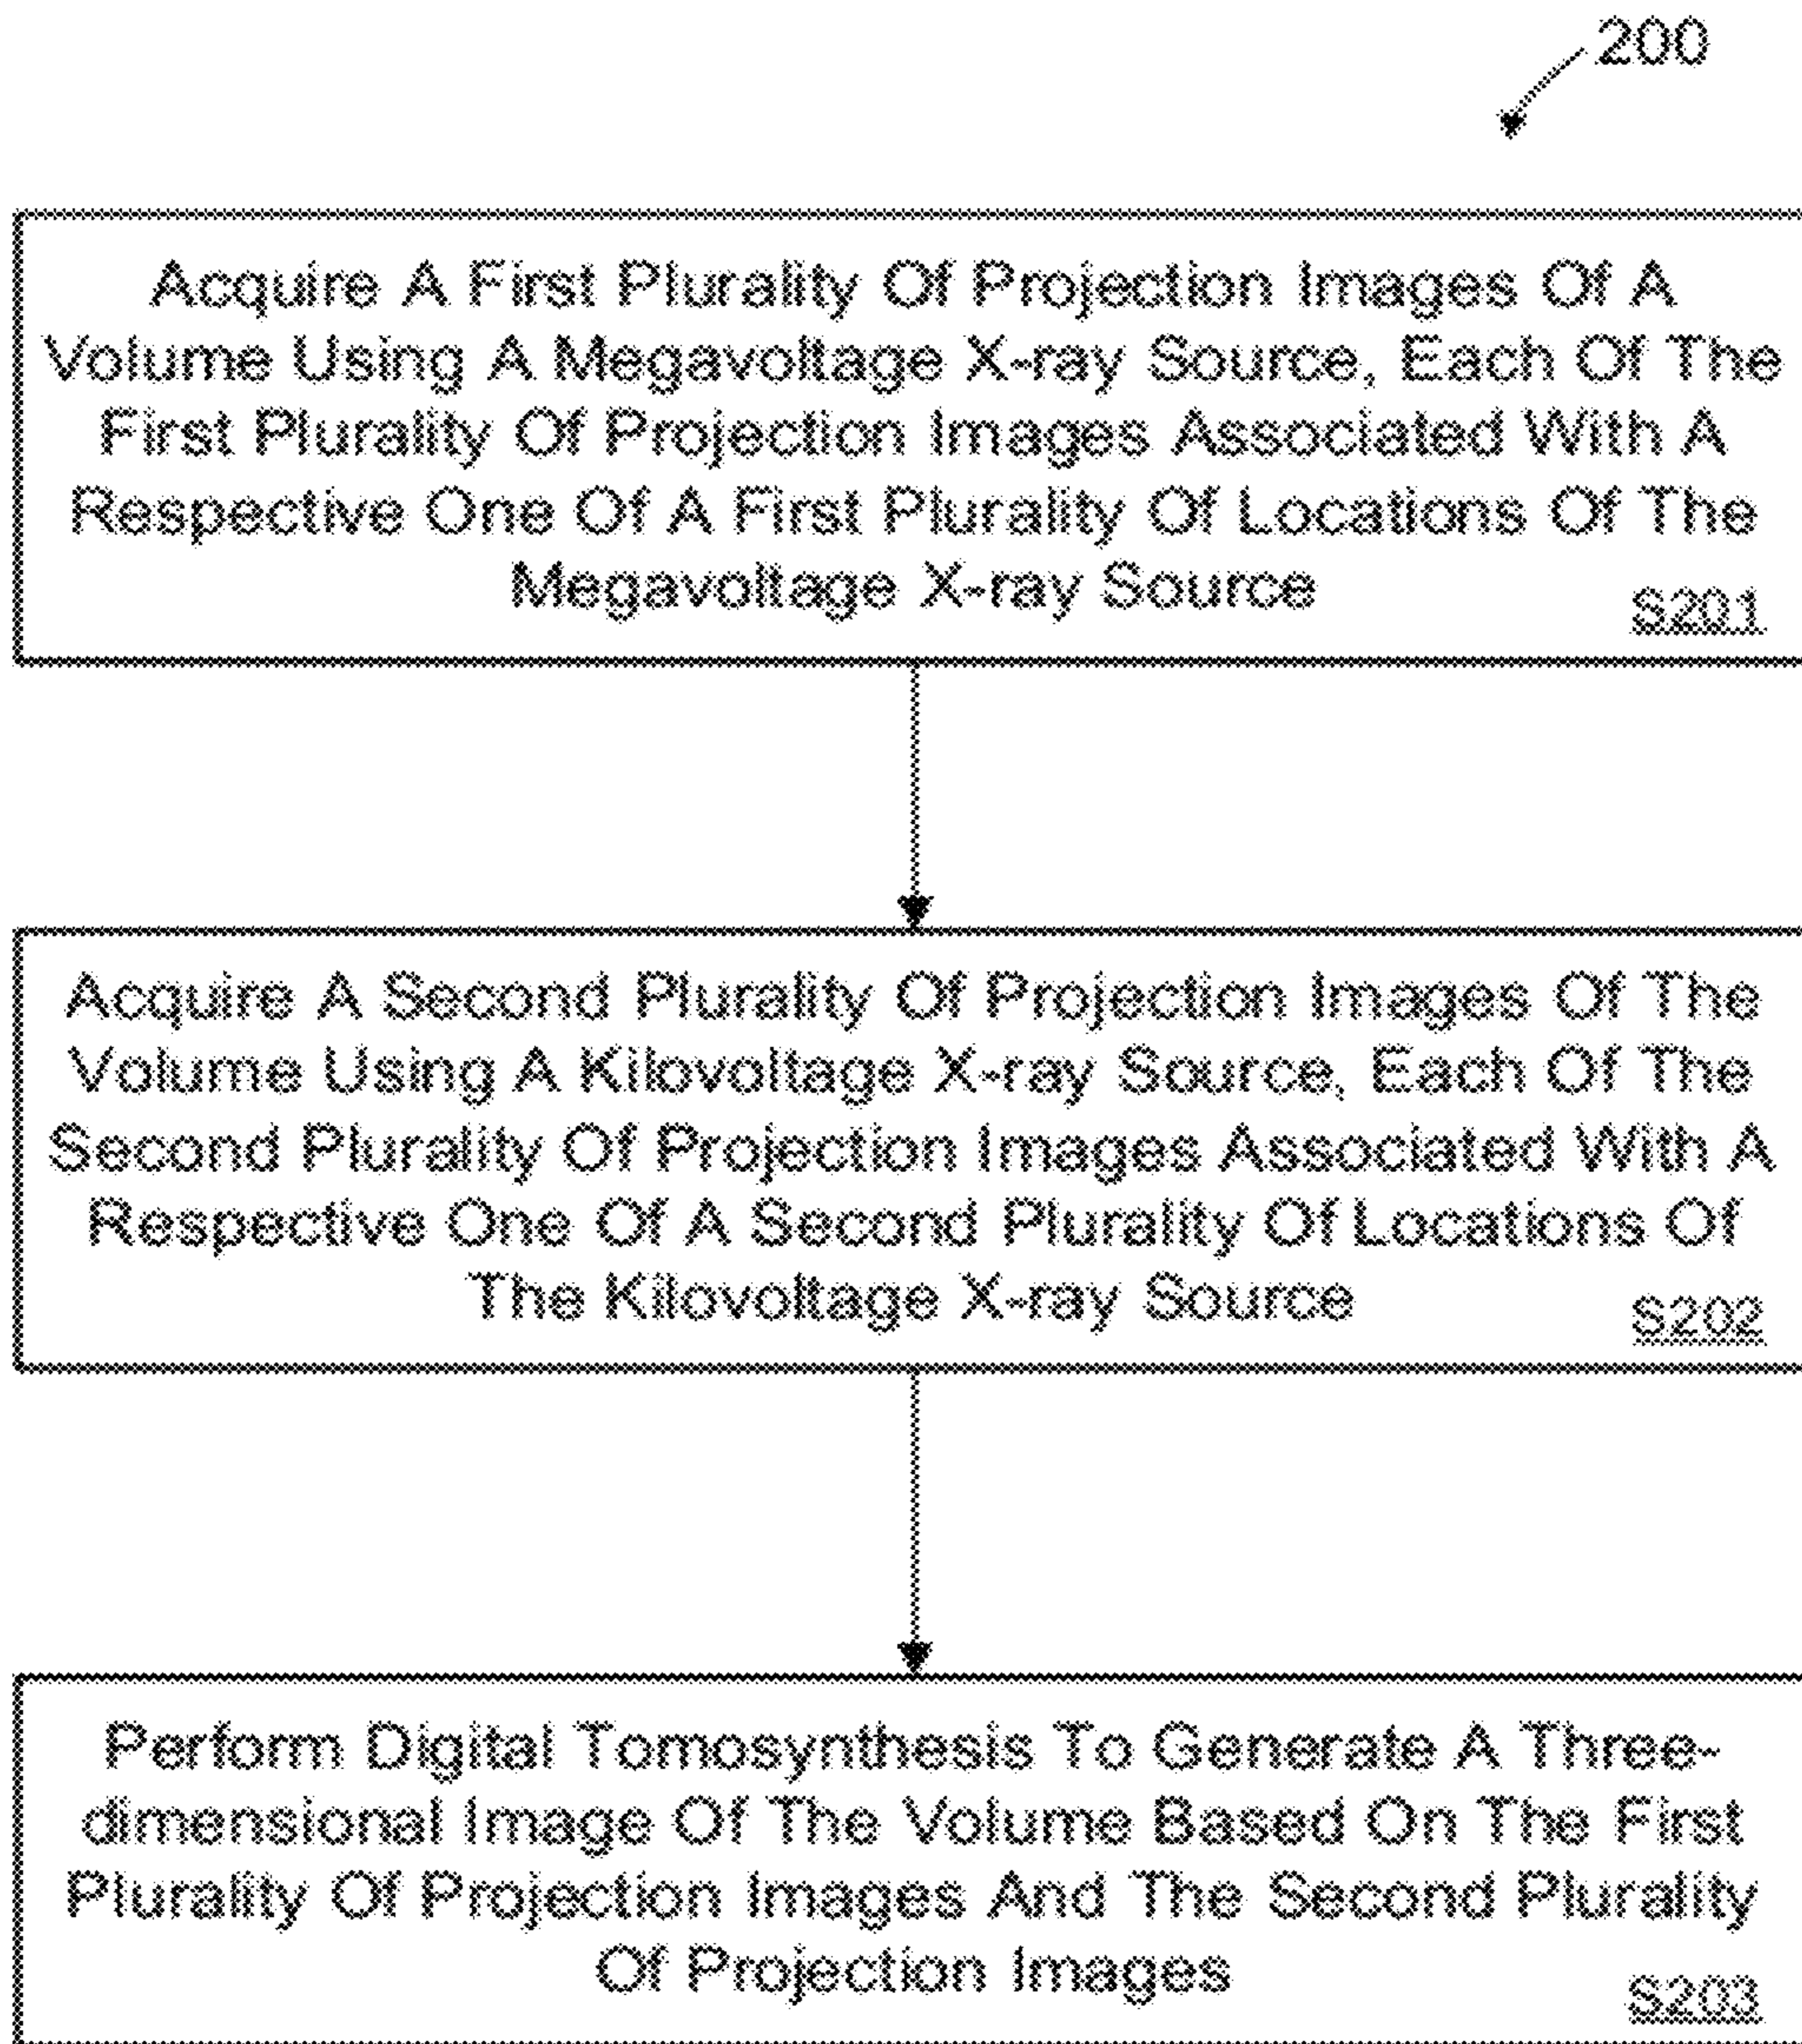 200
Acquire A First Plurality Of Projection Images Of A
Volume Using A Megavoltage X-ray Source, Each Of The
First Plurality Of Projection Images Associated With A
Respective One Of A First Plurality Of Locations Of The
Megavoltage X-ray Source
S201
Acquire A Second Plurality Of Projection Images Of The
Volume Using A Kilovoltage X-ray Source, Each Of The
Second Plurality Of Projection Images Associated With A
Respective One Of A Second Plurality Of Locations Of
The Kilovoltage X-ray Source
S202
Perform Digital Tomosynthesis To Generate A Three-
dimensional Image Of The Volume Based On The First
Plurality Of Projection Images And The Second Plurality
Of Projection Images
S203